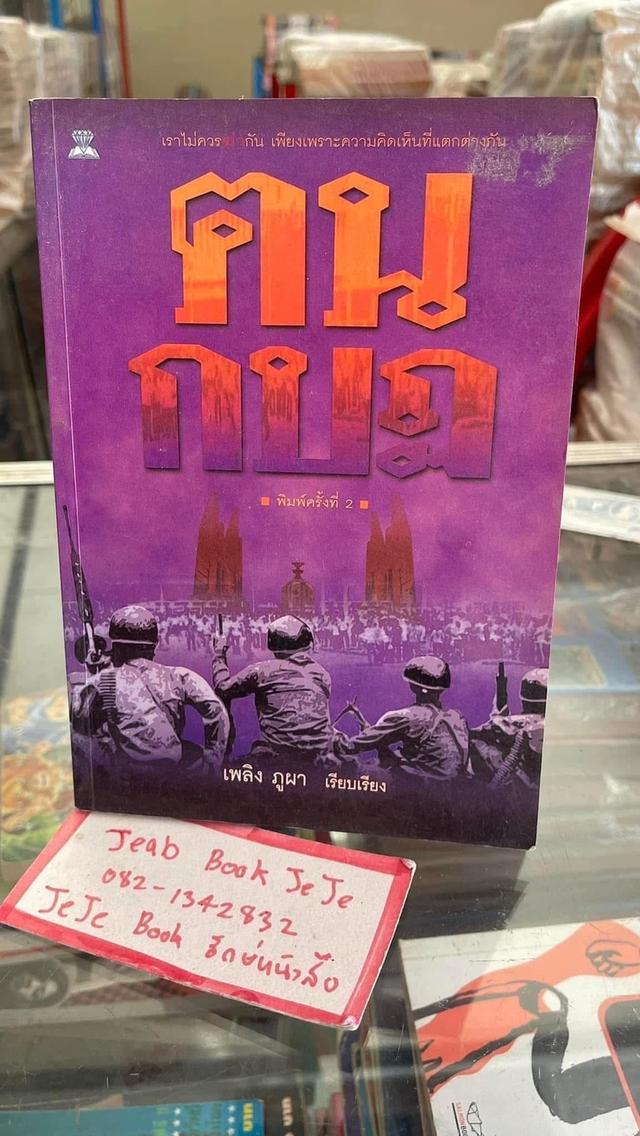 เราไม่ควรฆ่ากัน เพียงเพราะความคิดเห็นที่แตกต่างกัน
ฅน
กบฏ
พิมพ์ครั้งที่ 2
เพลิง ภูผา เรียบเรียง
Jeab Book JeJe
082-1342832
JeJe Book